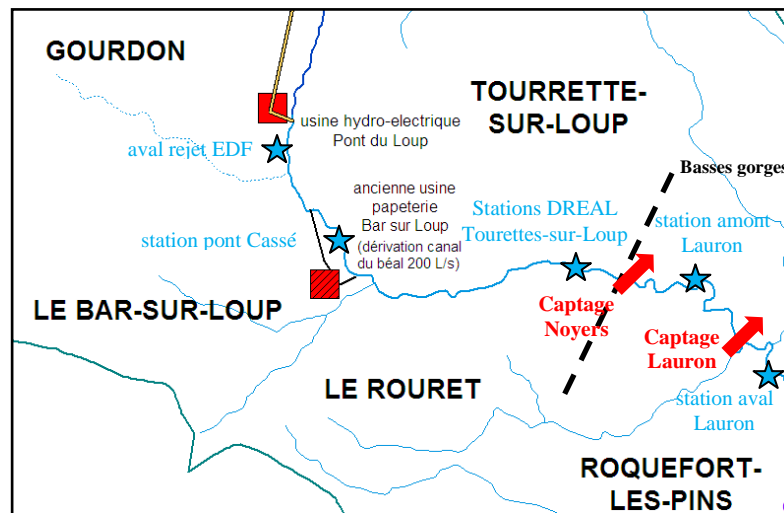 GOURDON
usine hydro-electrique
Pont du Loup
aval rejet EDF
TOURRETTE-
SUR-LOUP
Basses gorges
ancienne usine
papeterie
Bar sur Loup
(dérivation canal
du béal 200 L/s)
station pont Cassé
Stations DREAL
Tourettes-sur-Loup
station amont
Lauron
LE BAR-SUR-LOUP
Captage
Noyers
Captage
Lauron
LE ROURET
station aval
Lauron
ROQUEFORT-
LES-PINS